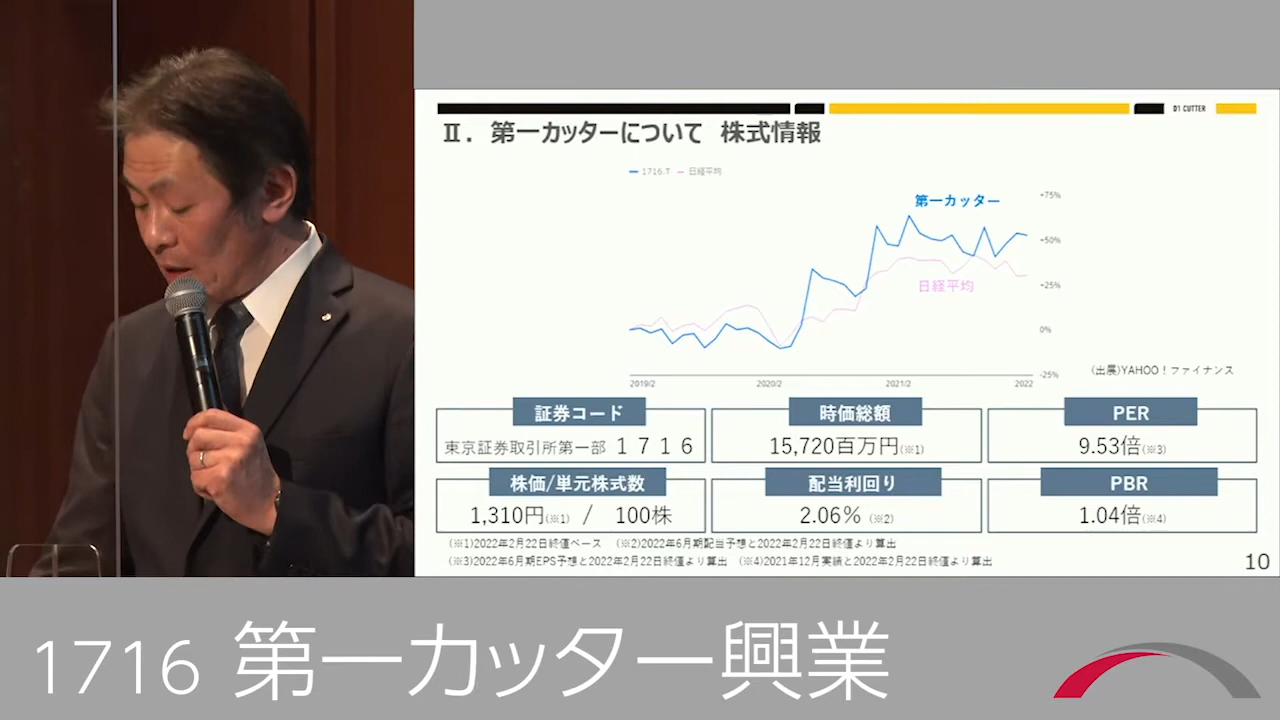 D1 CUTTER
Ⅱ．第一カッターについて 株式情報
1716.T 日経平均
第一カッター
日経平均
+75%
+50%
+25%
0%
-25%
2019/2 2020/2 2021/2 2022
(出展)YAHOO！ファイナンス
証券コード 時価総額 PER
東京証券取引所第一部 １７１６ 15,720百万円(※1) 9.53倍(※3)
株価/単元株式数 配当利回り PBR
1,310円(※1) / 100株 2.06% (※2) 1.04倍(※4)
(※1)2022年2月22日終値ベース (※2)2022年6月期配当予想と2022年2月22日終値より算出
(※3)2022年6月期EPS予想と2022年2月22日終値より算出 (※4)2021年12月実績と2022年2月22日終値より算出
10
1716 第一カッター興業